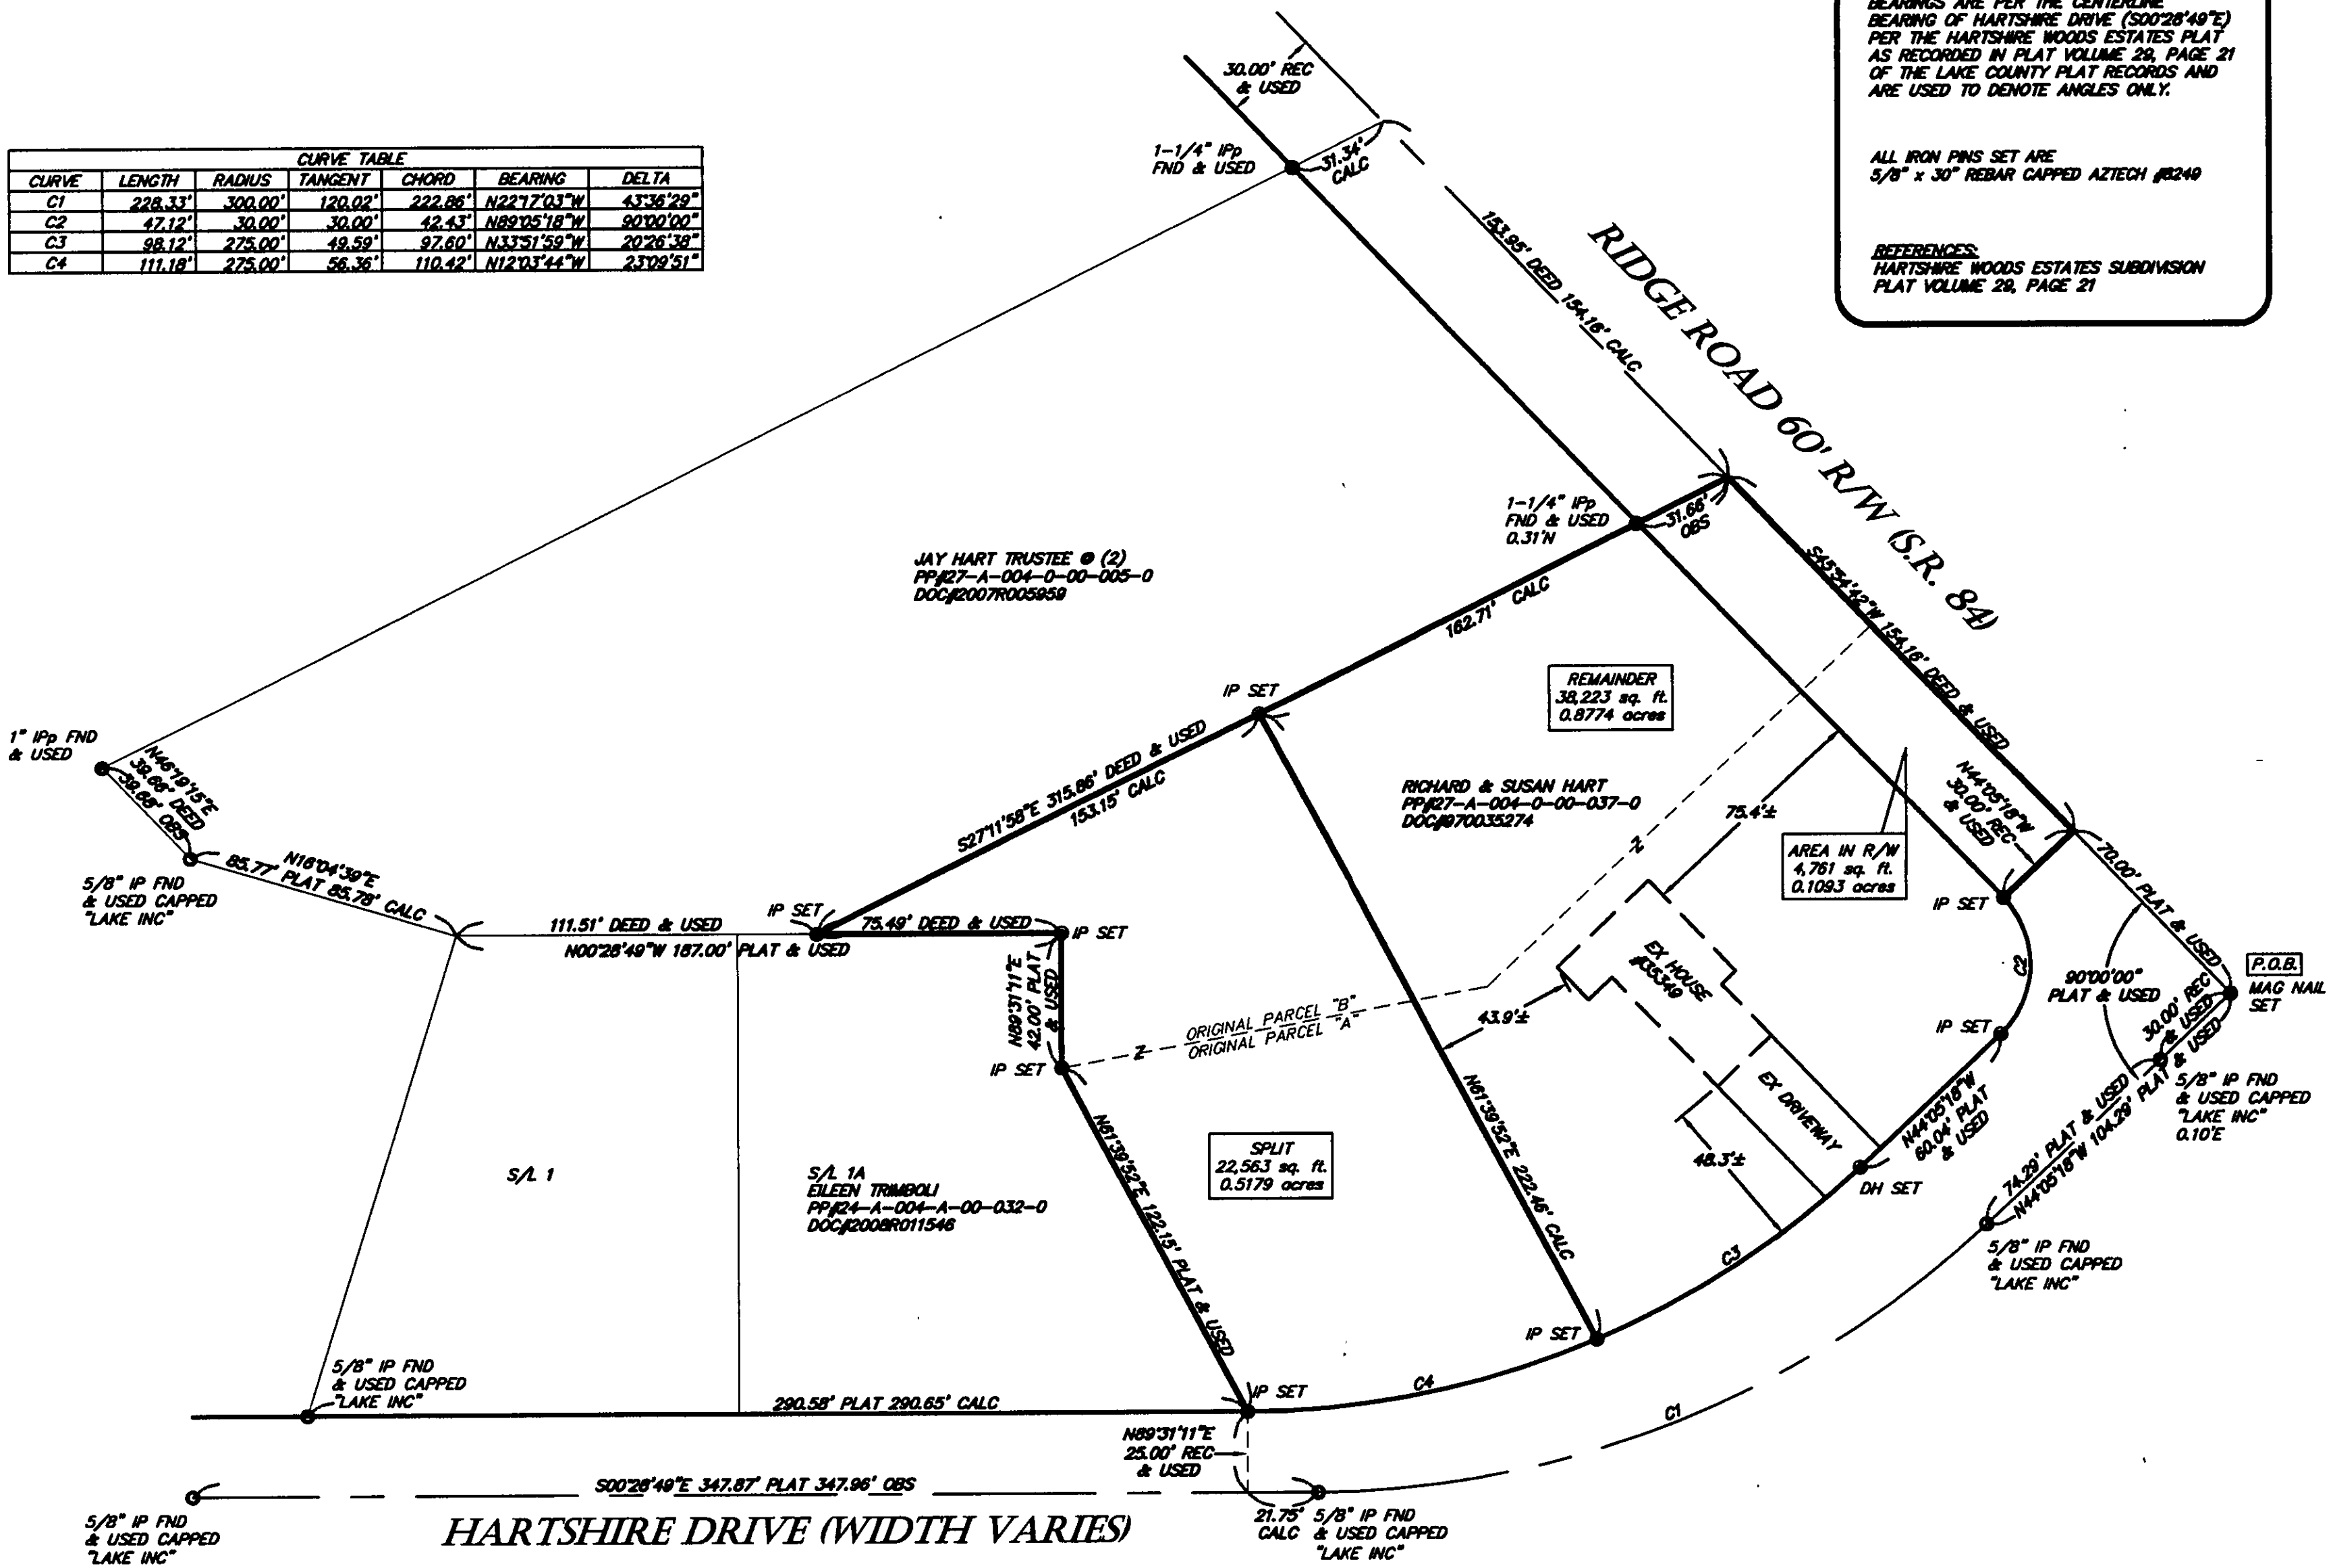 BEARINGS ARE PER THE CENTERLINE
BEARING OF HARTSHIRE DRIVE (S00°28'49"E)
PER THE HARTSHIRE WOODS ESTATES PLAT
AS RECORDED IN PLAT VOLUME 29, PAGE 21
OF THE LAKE COUNTY PLAT RECORDS AND
ARE USED TO DENOTE ANGLES ONLY.
ALL IRON PINS SET ARE
5/8" x 30" REBAR CAPPED AZTECH #8249
REFERENCES:
HARTSHIRE WOODS ESTATES SUBDIVISION
PLAT VOLUME 29, PAGE 21
CURVE TABLE
CURVE LENGTH RADIUS TANGENT CHORD BEARING DELTA
C1 228.33' 300.00' 120.02' 222.86' N22°17'03"W 43°36'29"
C2 47.12' 30.00' 30.00' 42.43' N89°05'18"W 90°00'00"
C3 98.12' 275.00' 49.59' 97.60' N33°51'59"W 20°26'38"
C4 111.18' 275.00' 56.36' 110.42' N12°03'44"W 23°09'51"
30.00' REC
& USED
1-1/4" IPp
FND & USED
31.34'
CALC
153.95' DEED 154.16' CALC
RIDGE ROAD 60' R/W (S.R. 84)
1-1/4" IPp
FND & USED
0.31'N
31.66'
OBS
S45°54'42"W 154.16' DEED & USED
JAY HART TRUSTEE @ (2)
PP#27-A-004-0-00-005-0
DOC#2007R005959
162.71' CALC
IP SET
REMAINDER
38,223 sq. ft.
0.8774 acres
S27°11'58"E 315.86' DEED & USED
153.15' CALC
RICHARD & SUSAN HART
PP#27-A-004-0-00-037-0
DOC#970035274
75.4'±
N44°05'18"W
30.00' REC
& USED
AREA IN R/W
4,761 sq. ft.
0.1093 acres
IP SET
70.00' PLAT & USED
1" IPp FND
& USED
N46°19'15"E
39.66' DEED
39.68' OBS
5/8" IP FND
& USED CAPPED
"LAKE INC"
N16°04'39"E
85.77' PLAT 85.78' CALC
111.51' DEED & USED
N00°28'49"W 187.00' PLAT & USED
IP SET
75.49' DEED & USED
IP SET
N89°31'11"E
42.00' PLAT
& USED
IP SET
Z
ORIGINAL PARCEL "B"
ORIGINAL PARCEL "A"
Z
43.9'±
EX HOUSE
#35349
EX DRIVEWAY
48.3'±
C2
90°00'00"
PLAT & USED
P.O.B.
MAG NAIL
SET
30.00' REC
& USED
IP SET
5/8" IP FND
& USED CAPPED
"LAKE INC"
0.10'E
N44°05'18"W
60.04' PLAT
& USED
DH SET
74.29' PLAT & USED
N44°05'18"W 104.29' PLAT & USED
5/8" IP FND
& USED CAPPED
"LAKE INC"
S/L 1
S/L 1A
EILEEN TRIMBOLI
PP#24-A-004-A-00-032-0
DOC#2008R011546
N61°39'52"E 122.15' PLAT & USED
SPLIT
22,563 sq. ft.
0.5179 acres
N61°39'52"E 222.46' CALC
C3
IP SET
C4
C1
5/8" IP FND
& USED CAPPED
"LAKE INC"
290.58' PLAT 290.65' CALC
IP SET
N89°31'11"E
25.00' REC
& USED
S00°28'49"E 347.87' PLAT 347.96' OBS
5/8" IP FND
& USED CAPPED
"LAKE INC"
HARTSHIRE DRIVE (WIDTH VARIES)
21.75'
CALC
5/8" IP FND
& USED CAPPED
"LAKE INC"